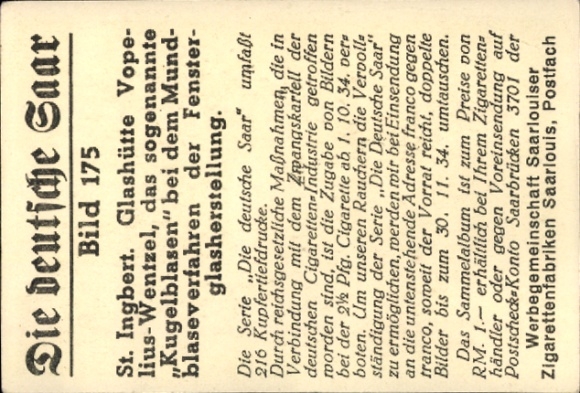 Die deutsche Saar
Bild 175
St. Ingbert. Glashütte Vope-
lius-Wentzel, das sogenannte
„Kugelblasen" bei dem Mund-
blaseverfahren der Fenster-
glasherstellung.
Die Serie „Die deutsche Saar" umfaßt
216 Kupfertiefdrucke.
Durch reichsgesetzliche Maßnahmen, die in
Verbindung mit dem Zwangskartell der
deutschen Cigaretten-Industrie getroffen
worden sind, ist die Zugabe von Bildern
bei der 2½ Pfg. Cigarette ab 1. 10. 34. ver-
boten. Um unseren Rauchern die Vervoll-
ständigung der Serie „Die Deutsche Saar"
zu ermöglichen, werden wir bei Einsendung
an die untenstehende Adresse franco gegen
franco, soweit der Vorrat reicht, doppelte
Bilder bis zum 30. 11. 34. umtauschen.
Das Sammelalbum ist zum Preise von
RM. 1.— erhältlich bei Ihrem Zigaretten-
händler oder gegen Voreinsendung auf
Postscheck-Konto Saarbrücken 3701 der
Werbegemeinschaft Saarlouiser
Zigarettenfabriken Saarlouis, Postfach